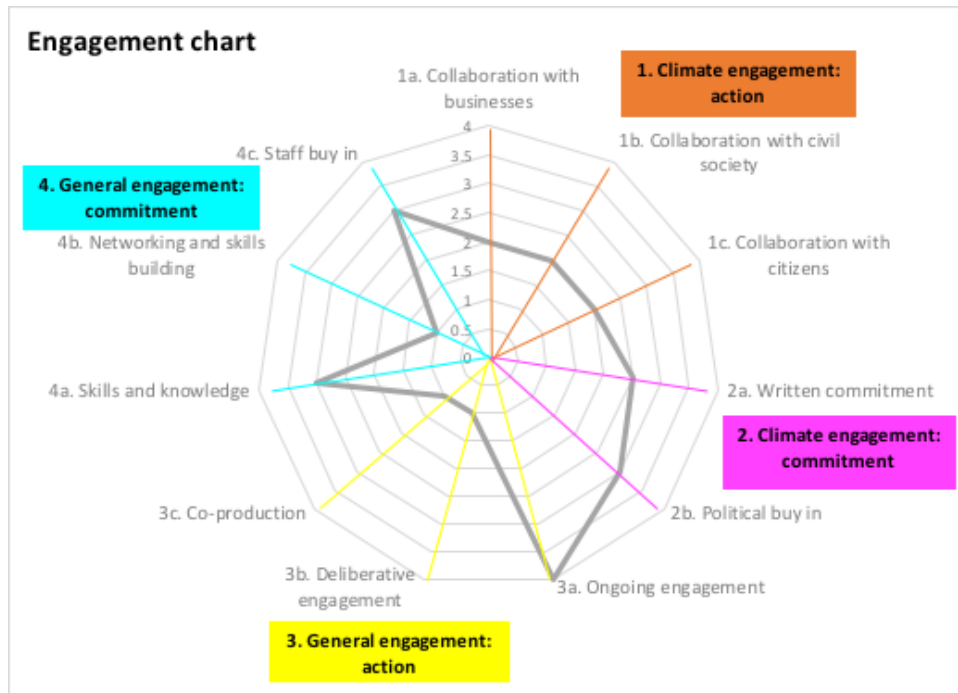 Engagement chart
1a. Collaboration with
businesses
1. Climate engagement:
action
1b. Collaboration with civil
society
1c. Collaboration with
citizens
2a. Written commitment
2. Climate engagement:
commitment
2b. Political buy in
3a. Ongoing engagement
3b. Deliberative
engagement
3. General engagement:
action
3c. Co-production
4a. Skills and knowledge
4b. Networking and skills
building
4. General engagement:
commitment
4c. Staff buy in
4
3.5
3
2.5
2
1.5
1
0.5
0